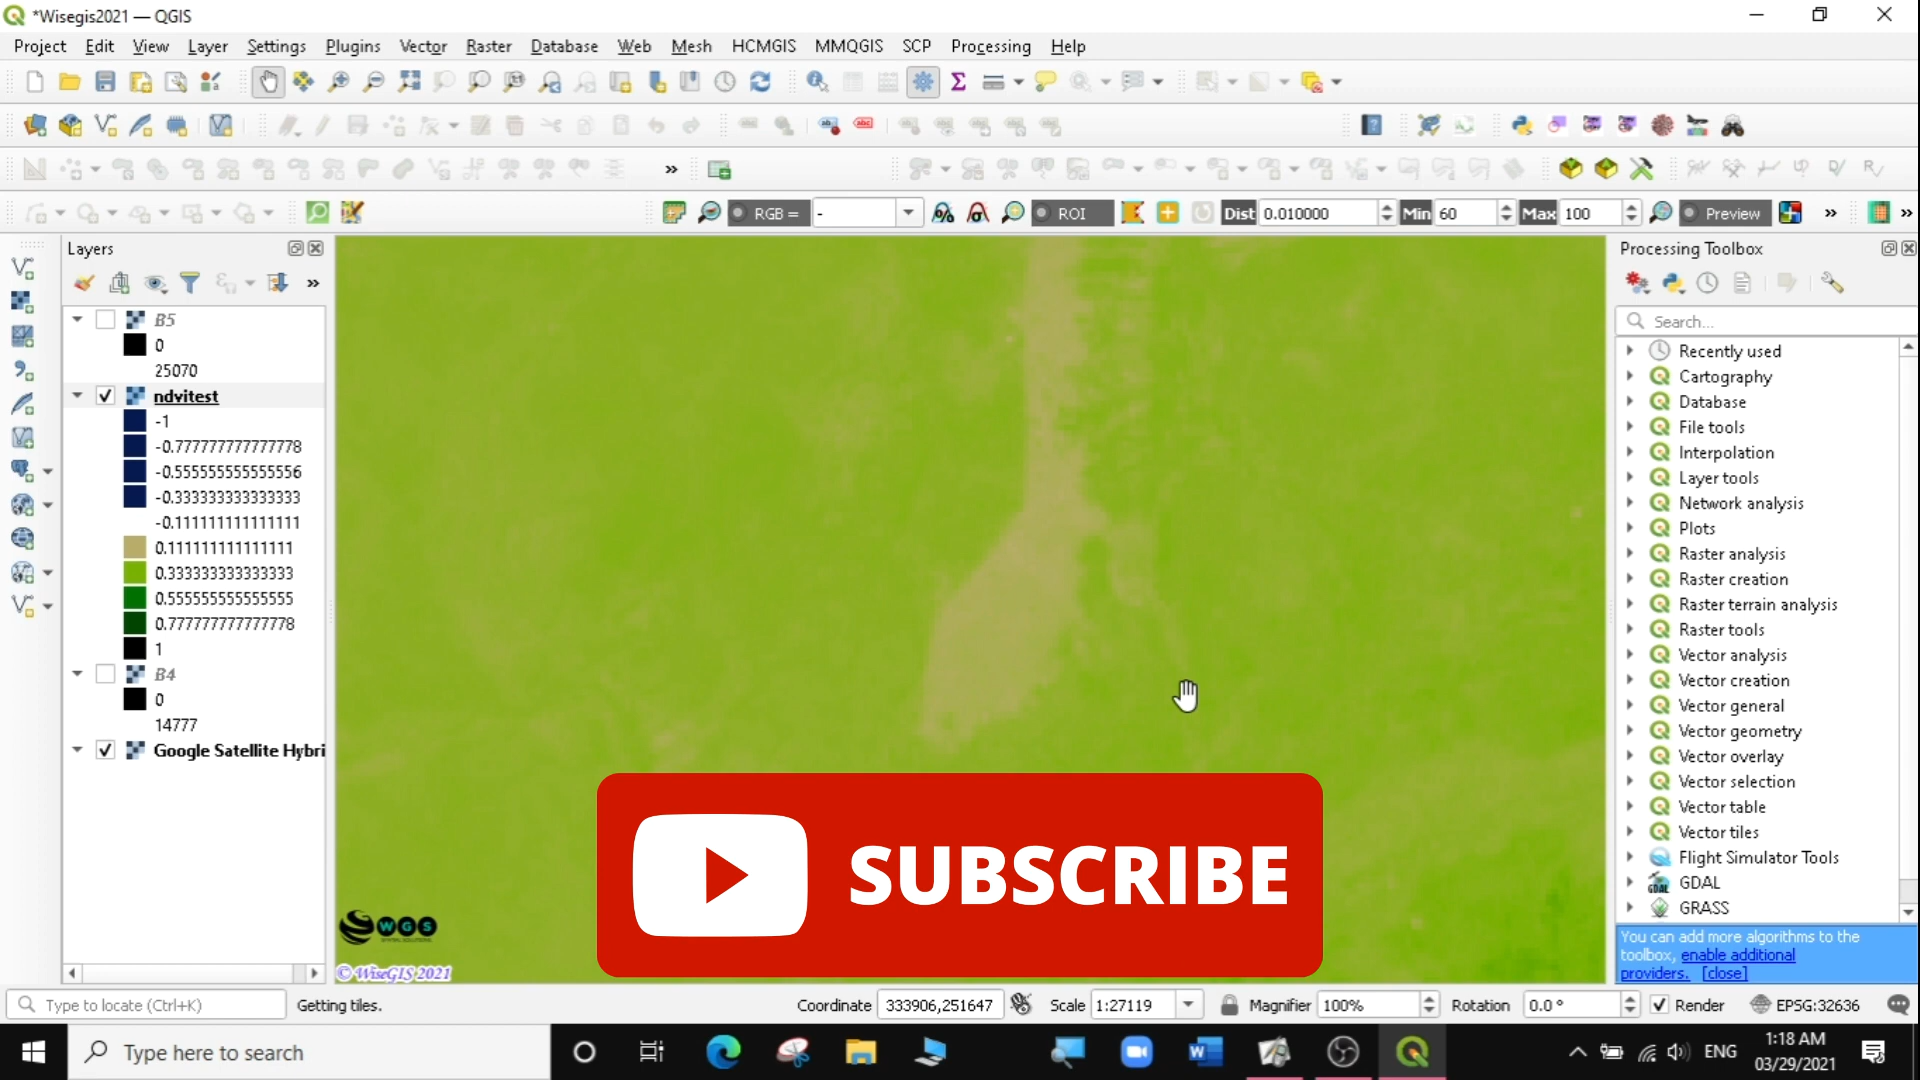 *Wisegis2021 — QGIS
Project Edit View Layer Settings Plugins Vector Raster Database Web Mesh HCMGIS MMQGIS SCP Processing Help
RGB = - ROI Dist 0.010000 Min 60 Max 100 Preview
Layers
B5
0
25070
ndvitest
-1
-0.777777777777778
-0.555555555555556
-0.333333333333333
-0.111111111111111
0.111111111111111
0.333333333333333
0.555555555555555
0.777777777777778
1
B4
0
14777
Google Satellite Hybri
SUBSCRIBE
WGS
SPATIAL SOLUTIONS
© WiseGIS 2021
Processing Toolbox
Search...
Recently used
Cartography
Database
File tools
Interpolation
Layer tools
Network analysis
Plots
Raster analysis
Raster creation
Raster terrain analysis
Raster tools
Vector analysis
Vector creation
Vector general
Vector geometry
Vector overlay
Vector selection
Vector table
Vector tiles
Flight Simulator Tools
GDAL
GRASS
You can add more algorithms to the
toolbox, enable additional
providers. [close]
Type to locate (Ctrl+K) Getting tiles. Coordinate 333906,251647 Scale 1:27119 Magnifier 100% Rotation 0.0 ° Render EPSG:32636
Type here to search
ENG
1:18 AM
03/29/2021